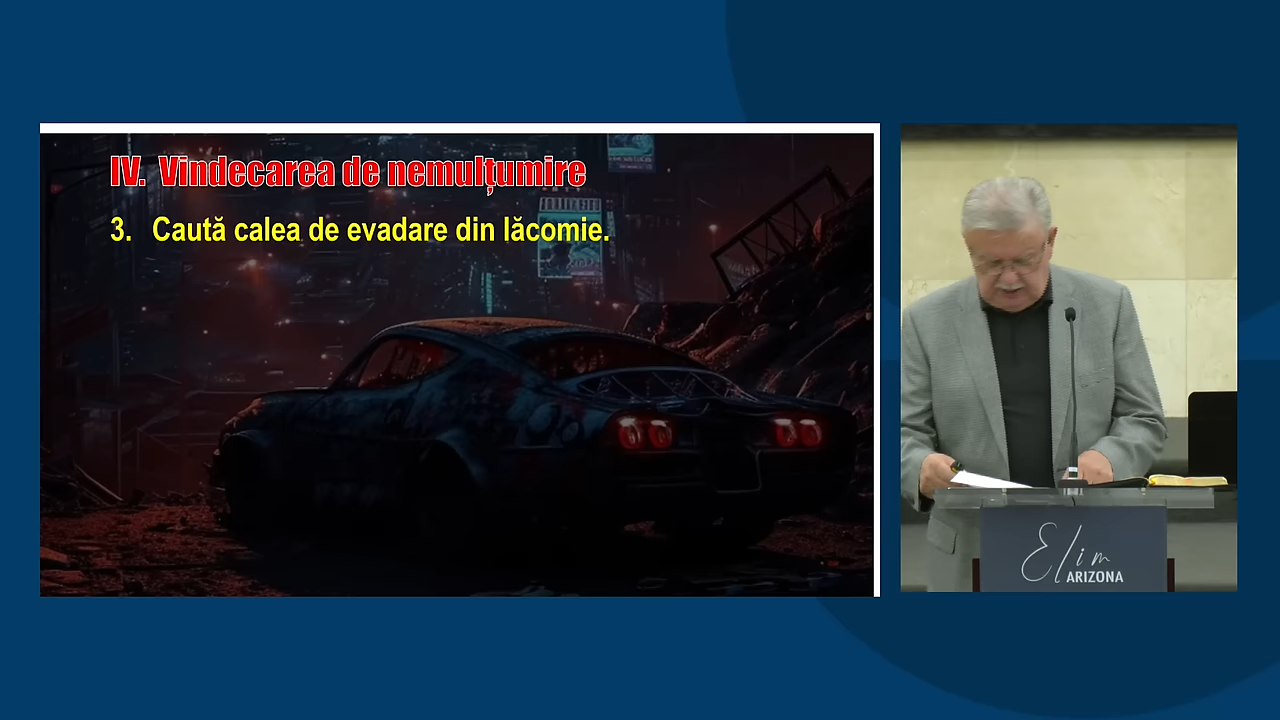 IV. Vindecarea de nemulțumire
3. Caută calea de evadare din lăcomie.
Elim
ARIZONA